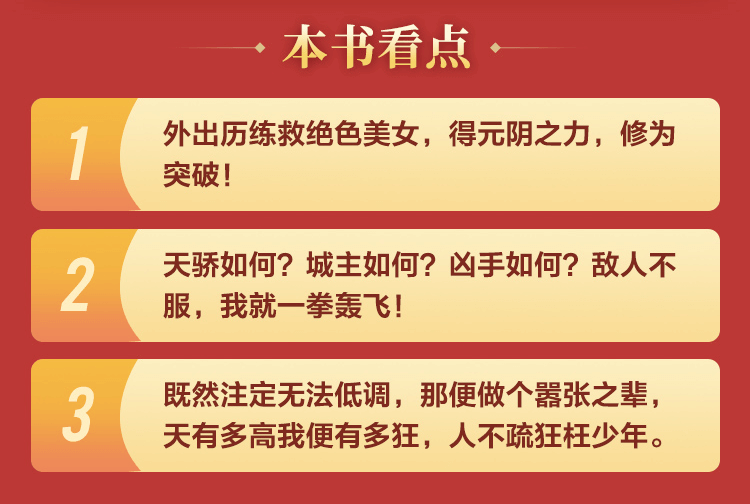 本书看点
1
外出历练救绝色美女，得元阴之力，修为
突破！
2
天骄如何？城主如何？凶手如何？敌人不
服，我就一拳轰飞！
3
既然注定无法低调，那便做个嚣张之辈，
天有多高我便有多狂，人不疏狂枉少年。